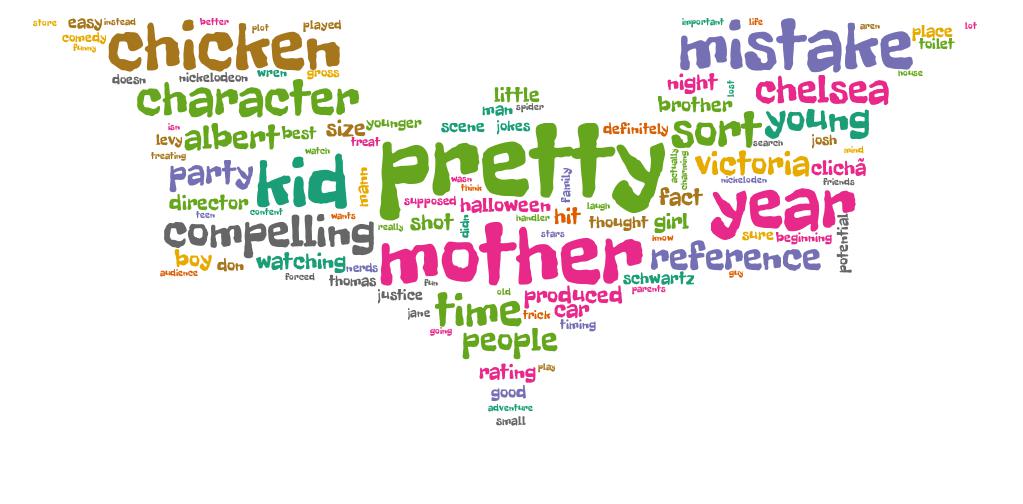 store easy instead better plot played important life aren place lot
comedy chicken mistake toilet
funny doesn nickelodeon wren gross night lost house
character little man spider brother chelsea
isn levy albert best size younger scene jokes definitely sort young
treating watch treat pretty actually charming search josh mind
party kid mann wasn think family victoria clichã
nickeloden friends
director content wants supposed halloween fact year
teen really shot didn handler hit laugh thought girl
compelling stars know sure beginning potential
boy don watching nerds mother reference
audience forced thomas fun schwartz guy
justice old produced parents
jane time trick car
going timing
people
rating play
good
adventure
small